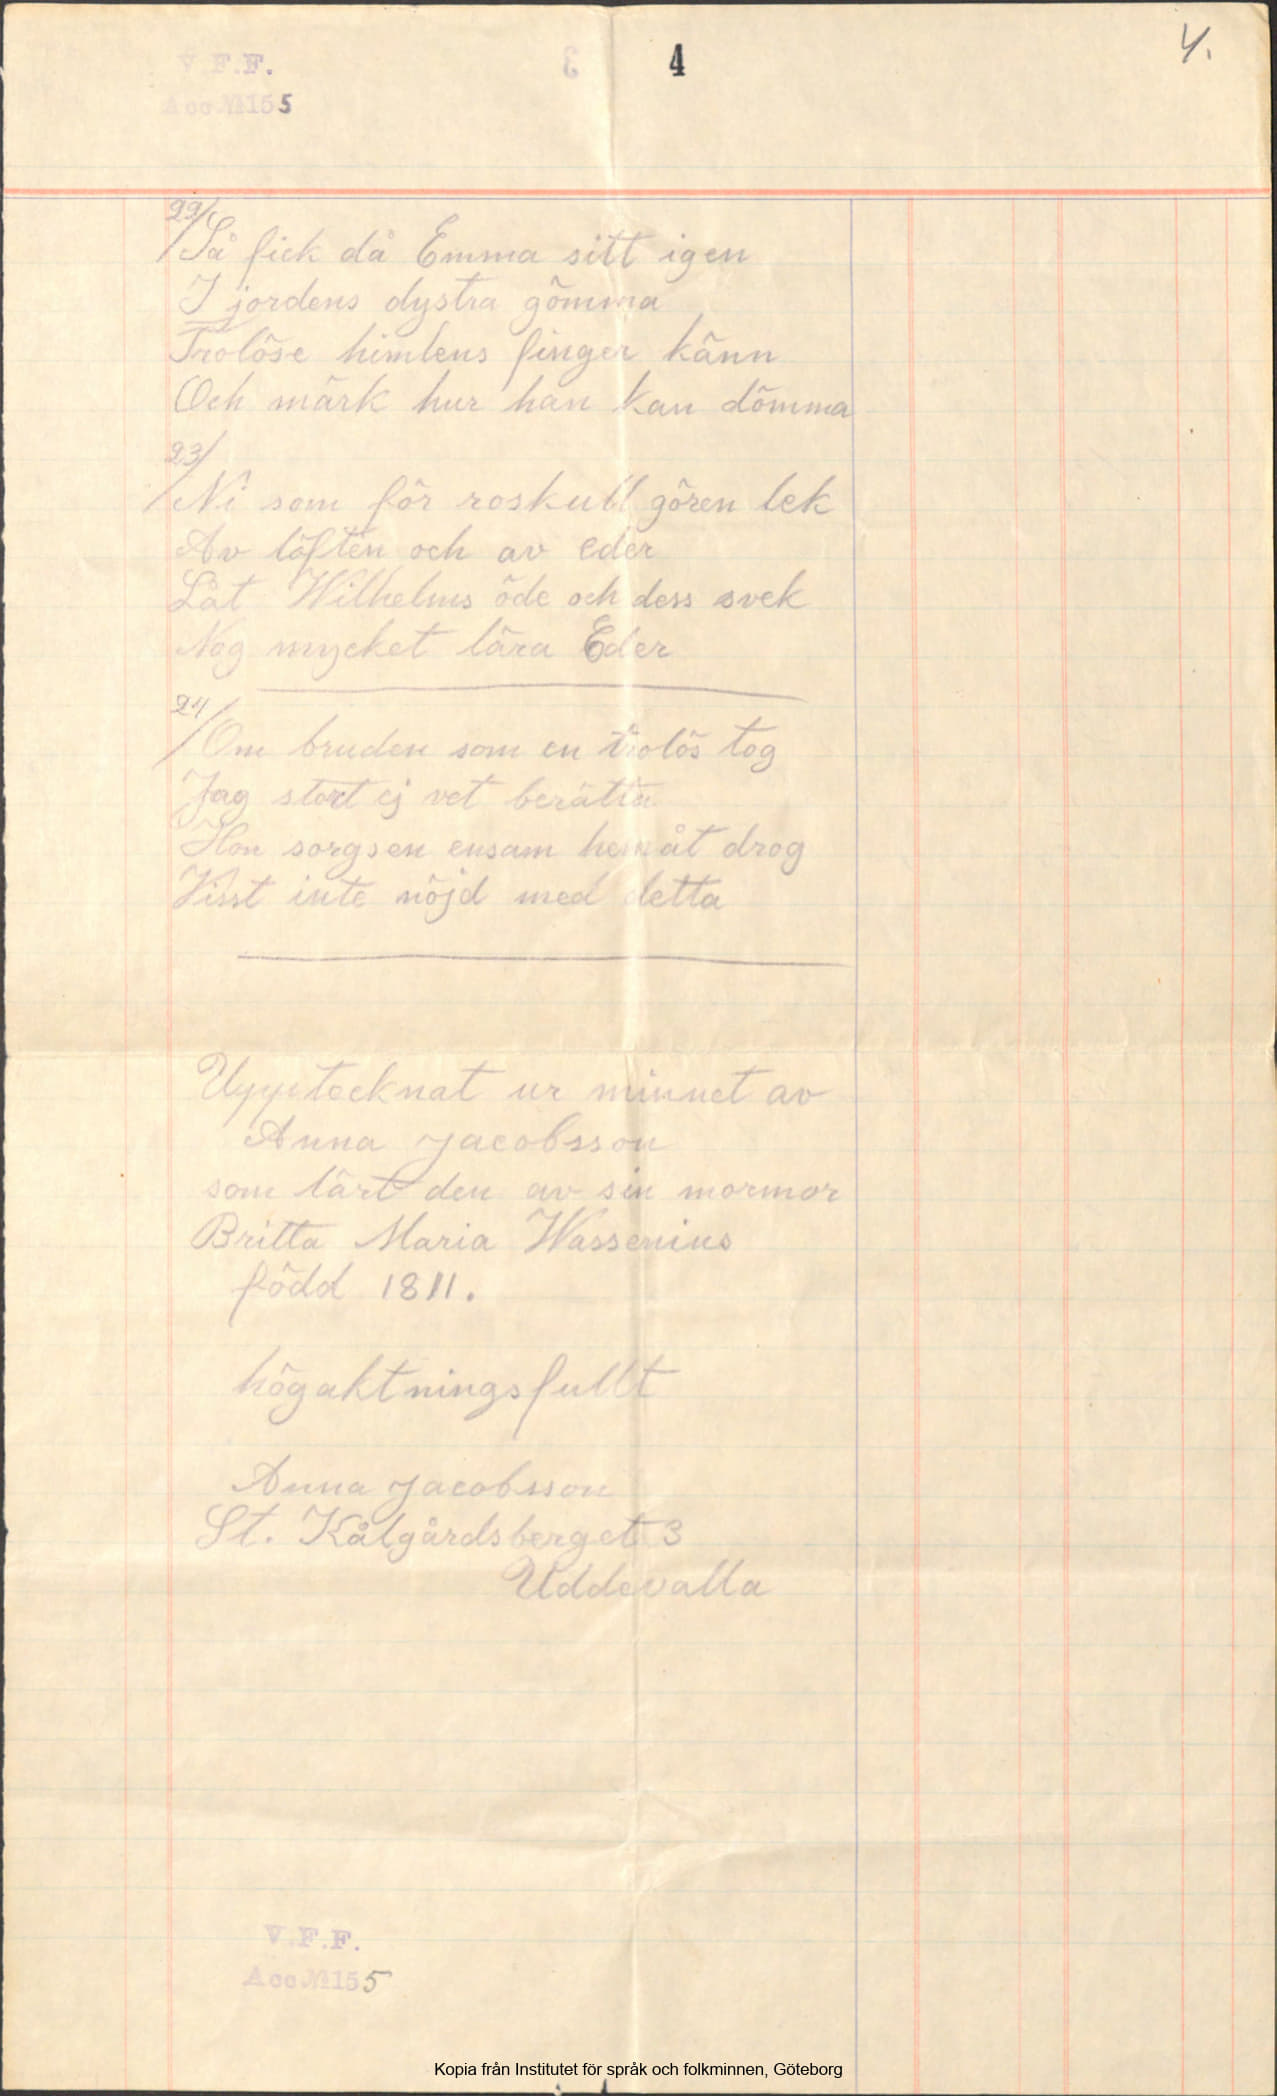 V.F.F.
Acc.№155
4
4.
22/
Så fick då Emma sitt igen
I jordens dystra gömma
Trolöse himlens finger känn
Och märk hur han kan dömma
23/
Ni som för roskull gören lek
Av löften och av eder
Låt Wilhelms öde och dess svek
Nog mycket lära Eder
24/
Om bruden som en trolös tog
Jag stort ej vet berätta
Hon sorgsen ensam hemåt drog
Visst inte nöjd med detta
Upptecknat ur minnet av
Anna Jacobsson
som lärt den av sin mormor
Britta Maria Wassenius
född 1811.
högaktningsfullt
Anna Jacobsson
St. Kålgårdsberget 3
Uddevalla
V.F.F.
Acc.№155
Kopia från Institutet för språk och folkminnen, Göteborg